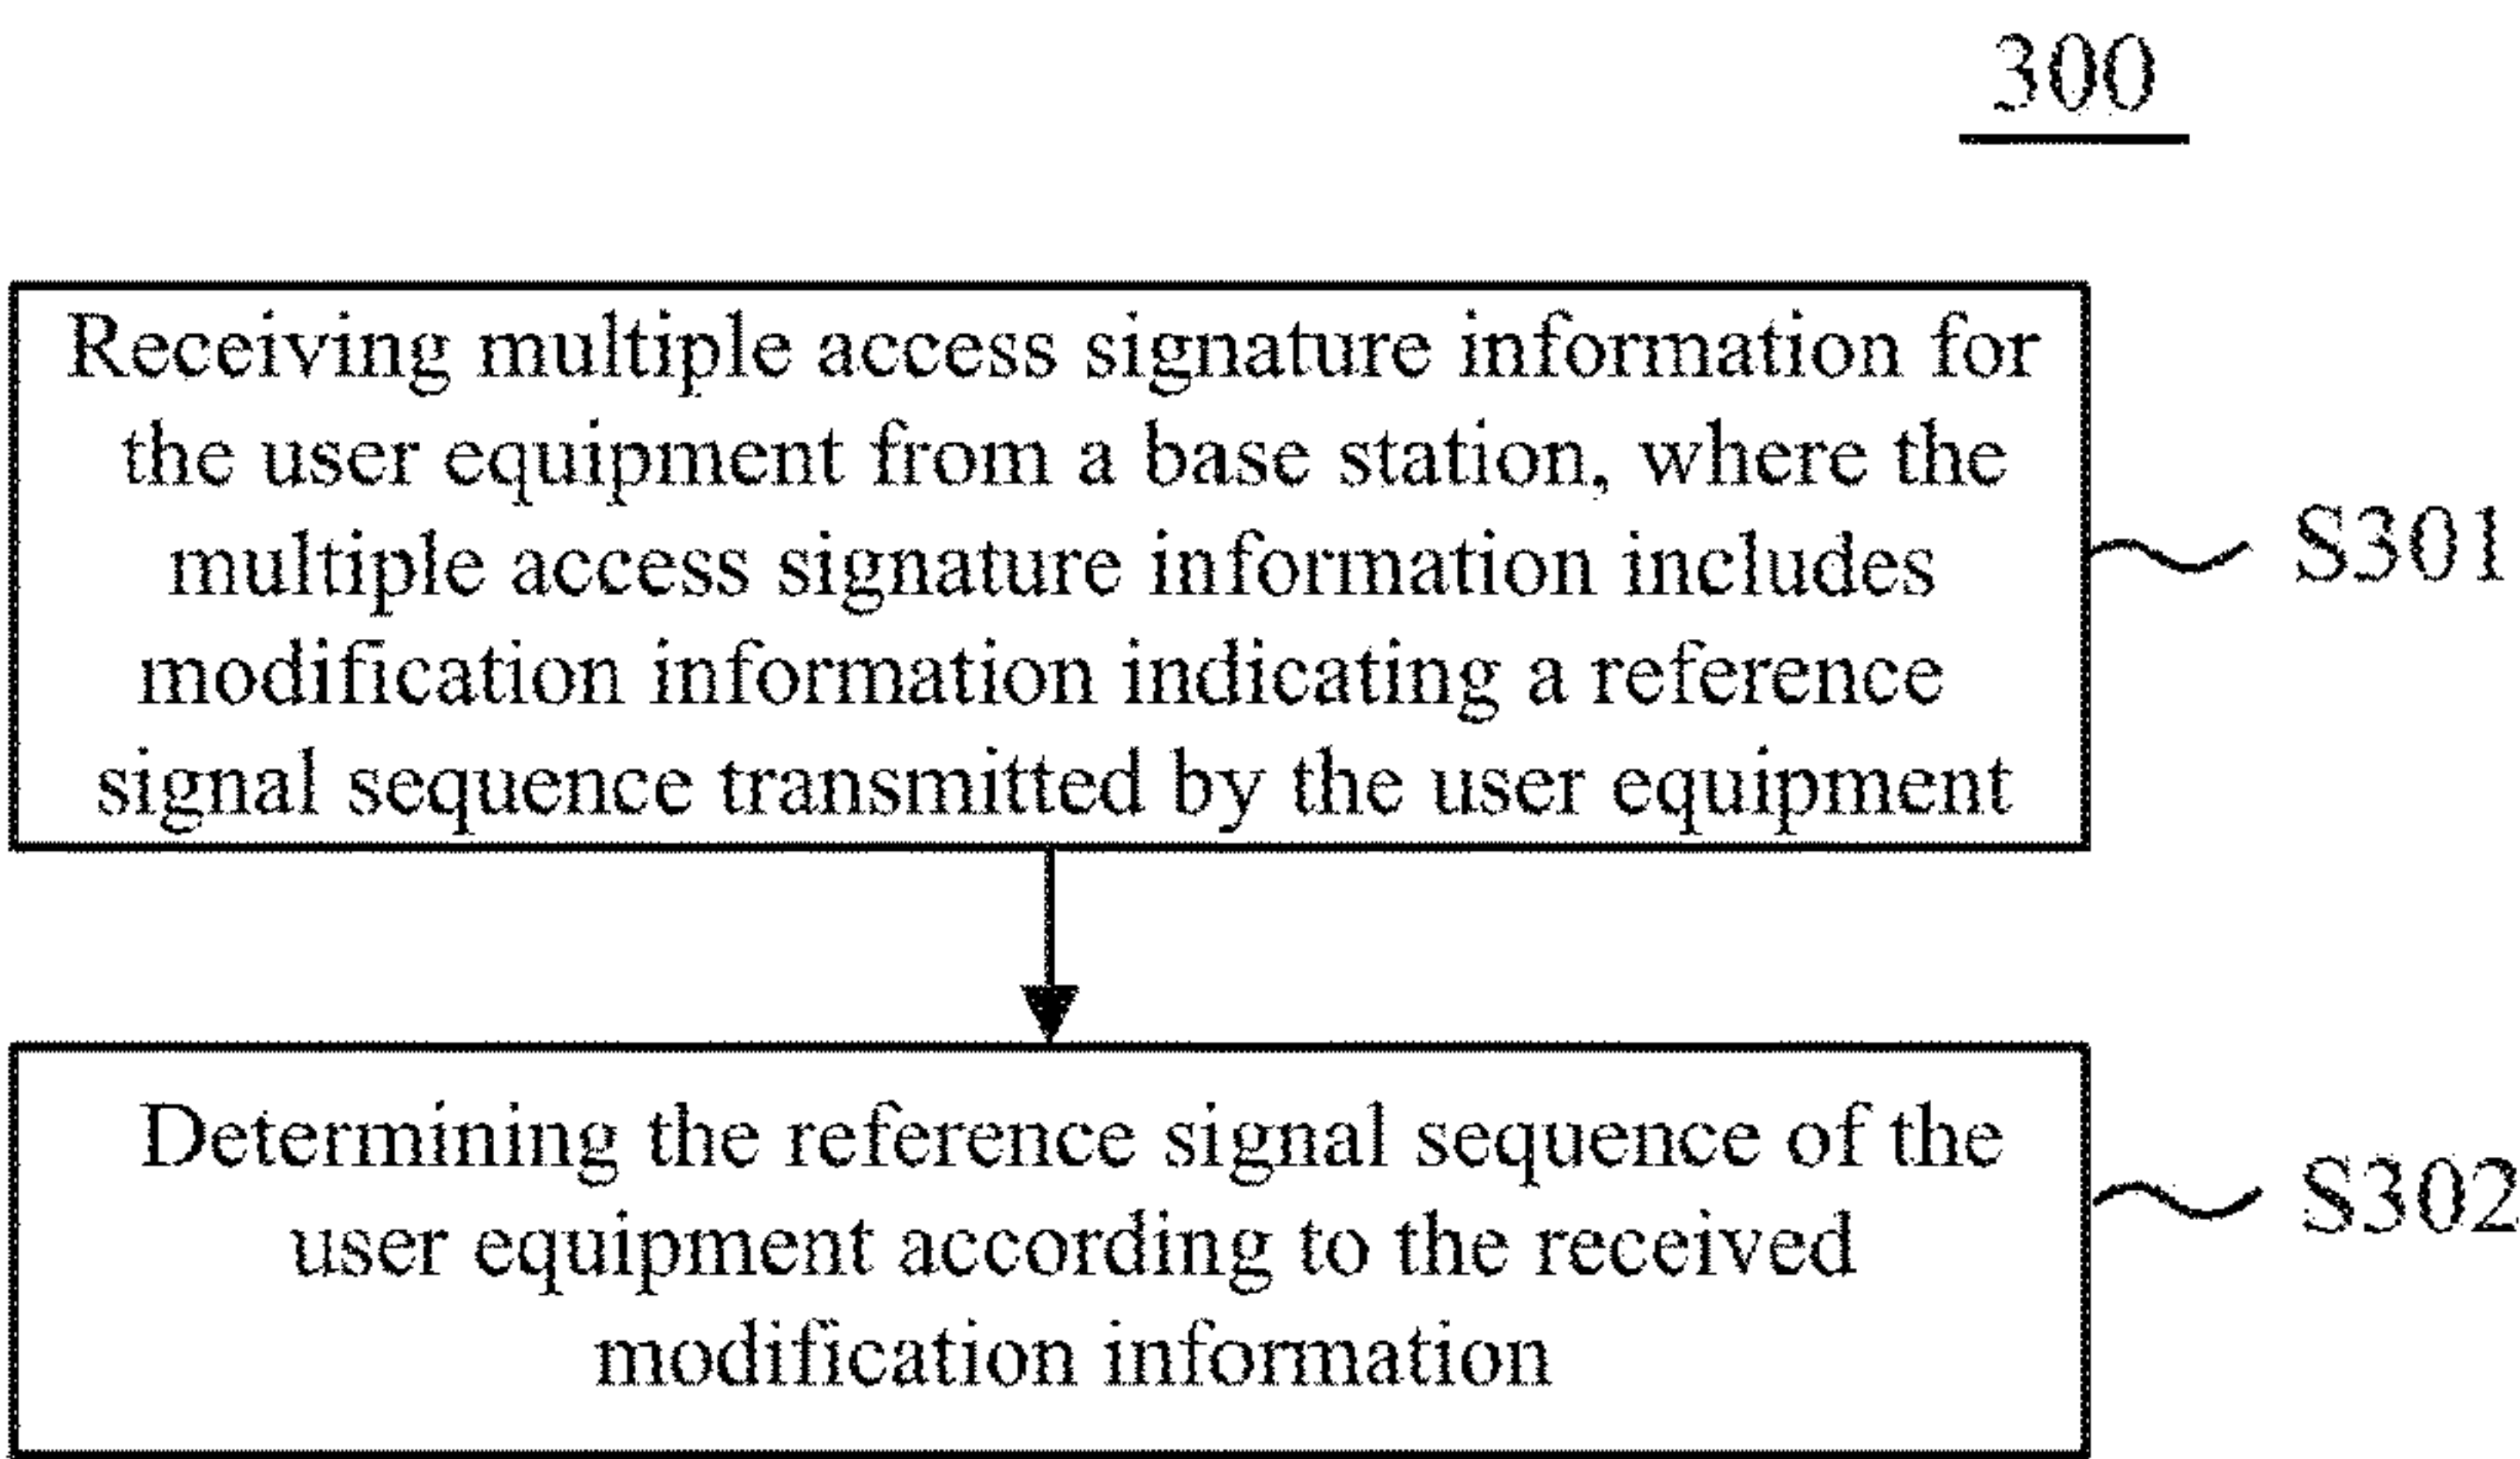 300
Receiving multiple access signature information for
the user equipment from a base station, where the
multiple access signature information includes
modification information indicating a reference
signal sequence transmitted by the user equipment
S301
Determining the reference signal sequence of the
user equipment according to the received
modification information
S302